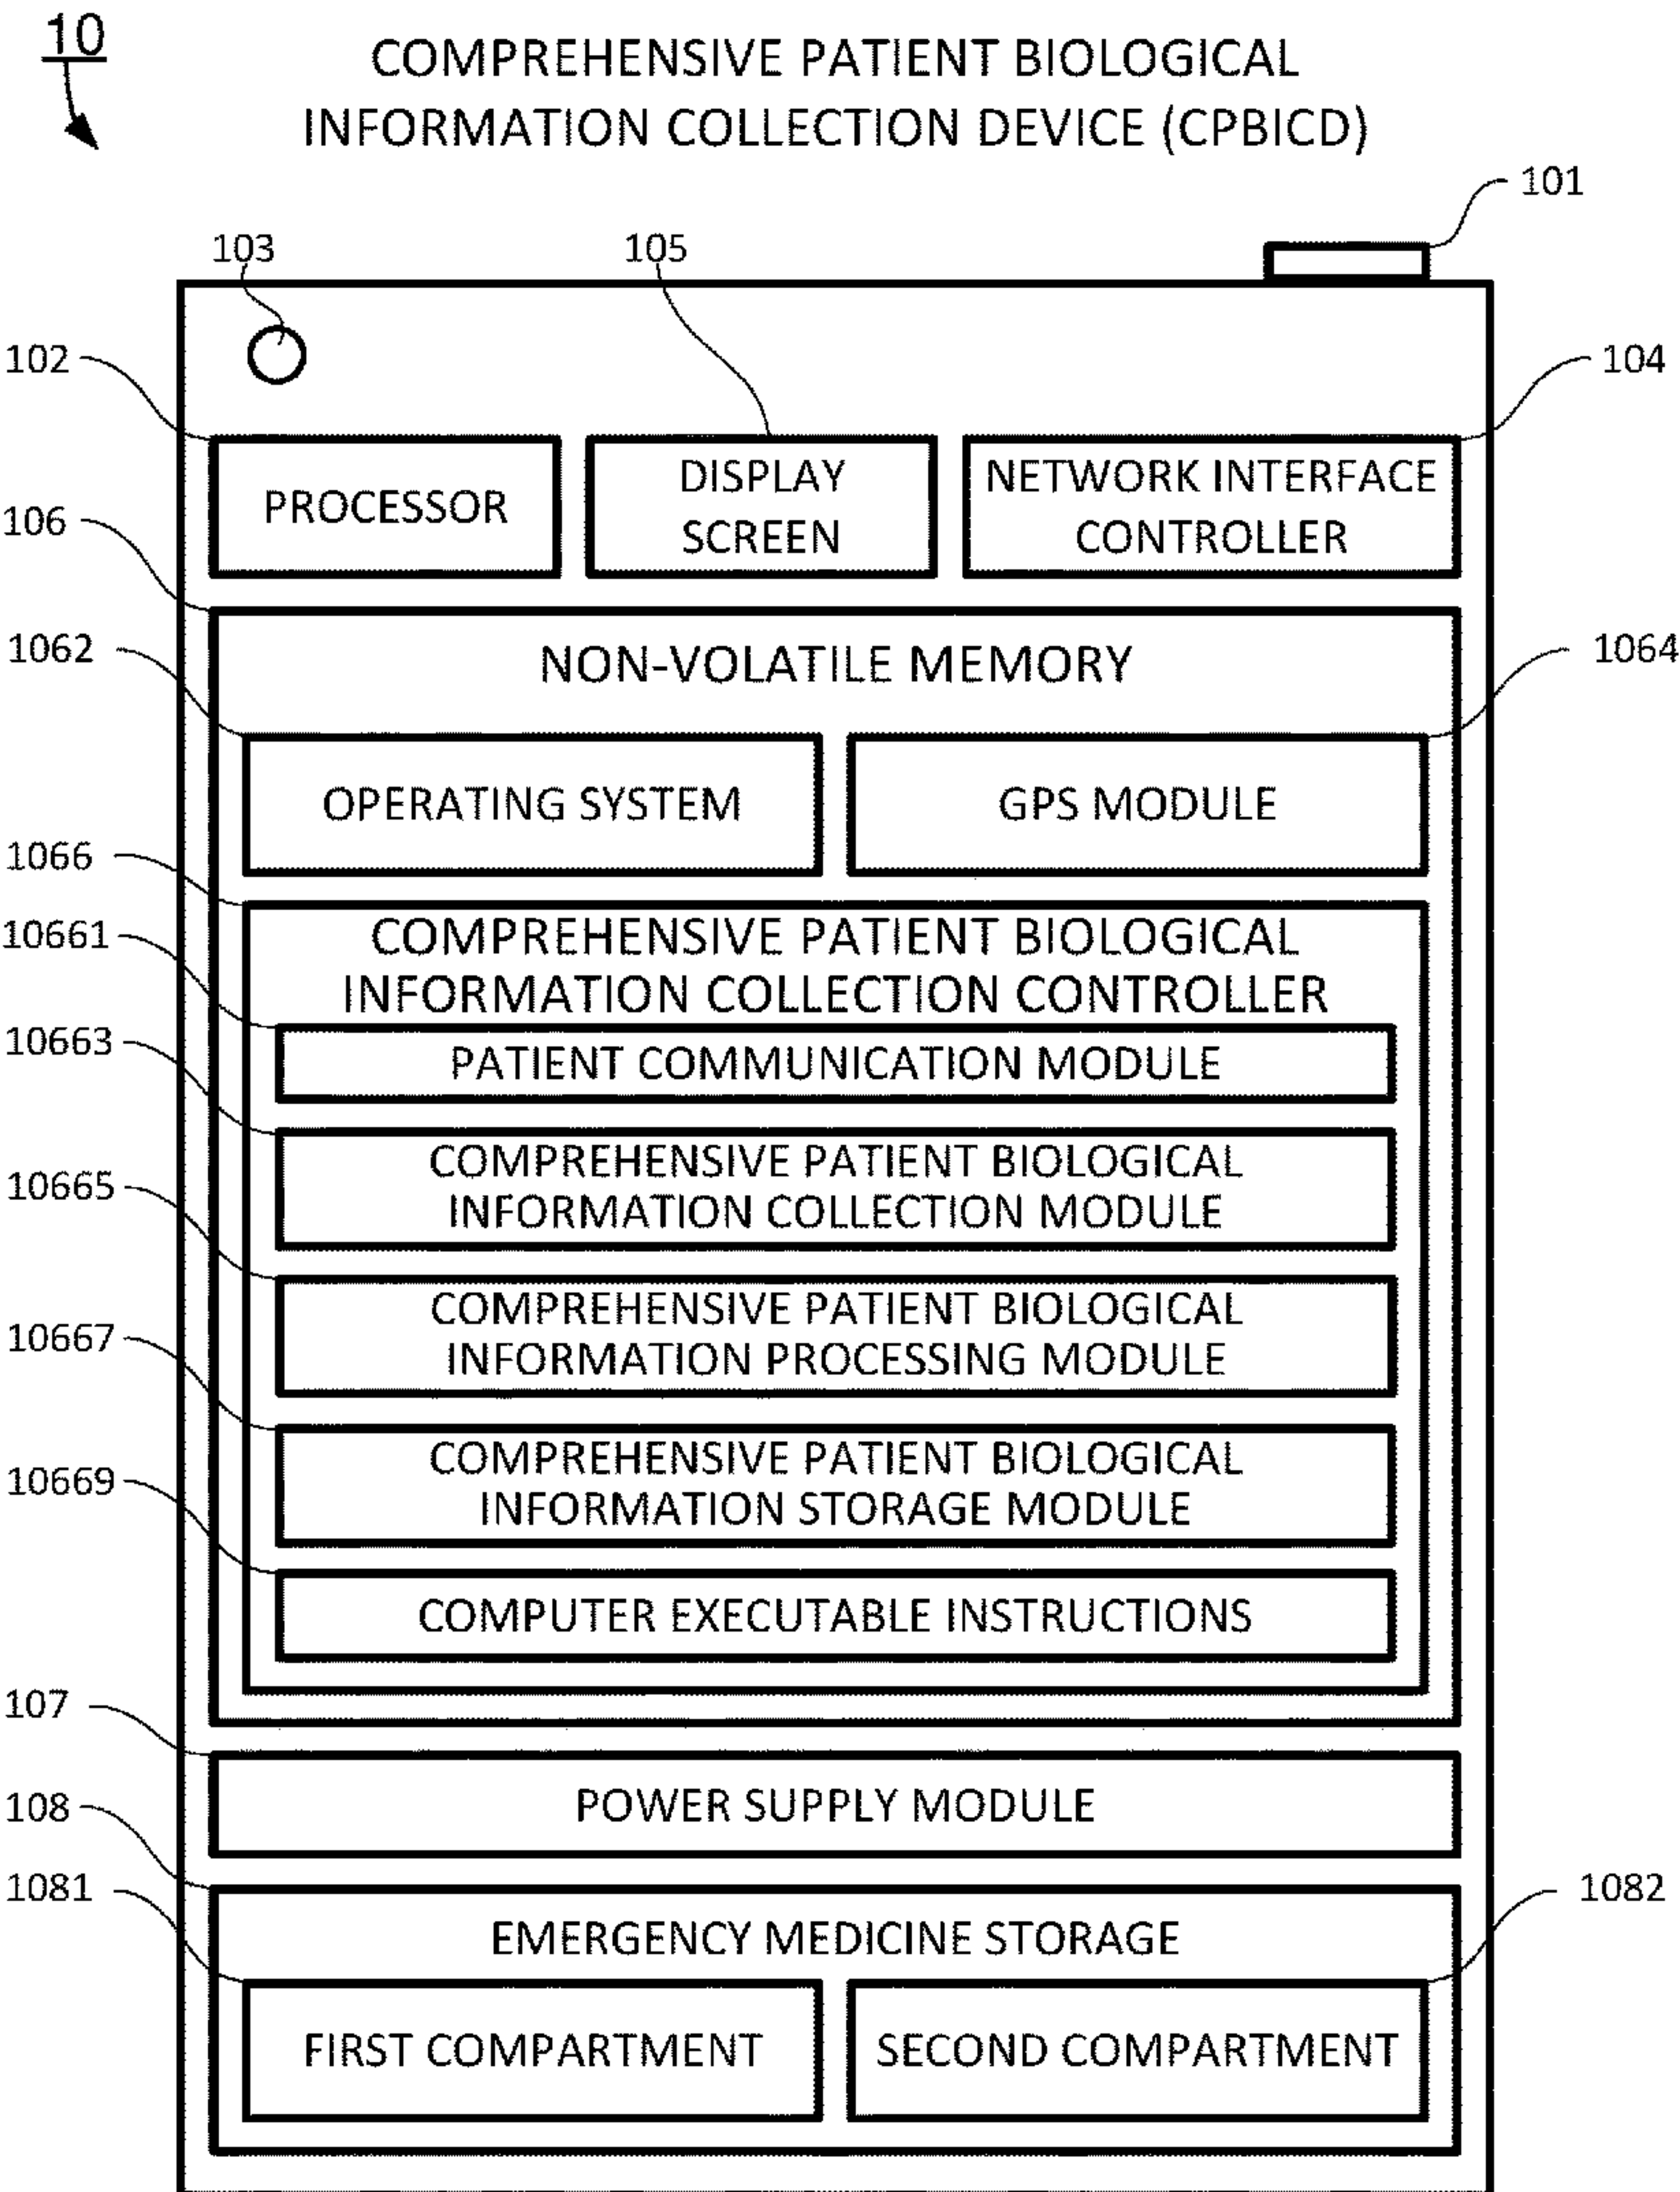 10
COMPREHENSIVE PATIENT BIOLOGICAL
INFORMATION COLLECTION DEVICE (CPBICD)
101
103
105
102
104
PROCESSOR
DISPLAY
SCREEN
NETWORK INTERFACE
CONTROLLER
106
1062
NON-VOLATILE MEMORY
1064
OPERATING SYSTEM
GPS MODULE
1066
10661
COMPREHENSIVE PATIENT BIOLOGICAL
INFORMATION COLLECTION CONTROLLER
10663
PATIENT COMMUNICATION MODULE
COMPREHENSIVE PATIENT BIOLOGICAL
INFORMATION COLLECTION MODULE
10665
COMPREHENSIVE PATIENT BIOLOGICAL
INFORMATION PROCESSING MODULE
10667
COMPREHENSIVE PATIENT BIOLOGICAL
INFORMATION STORAGE MODULE
10669
COMPUTER EXECUTABLE INSTRUCTIONS
107
POWER SUPPLY MODULE
108
1081
1082
EMERGENCY MEDICINE STORAGE
FIRST COMPARTMENT
SECOND COMPARTMENT